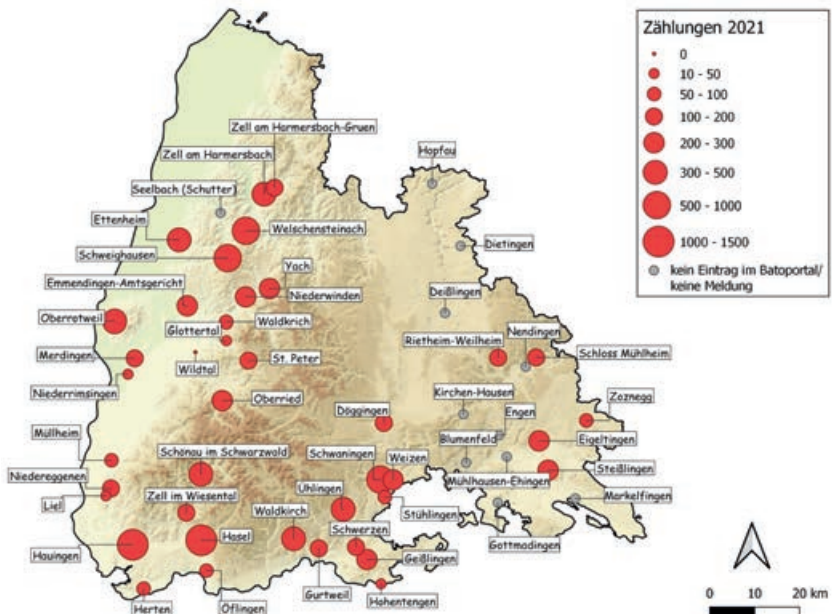 Zählungen 2021
0
10 - 50
50 - 100
100 - 200
200 - 300
300 - 500
500 - 1000
1000 - 1500
kein Eintrag im Batoportal/
keine Meldung
Zell am Harmersbach-Gruen
Zell am Harmersbach
Hopfau
Seelbach (Schutter)
Ettenheim
Welschensteinach
Dietingen
Schweighausen
Yach
Emmendingen-Amtsgericht
Niederwinden
Deißlingen
Oberrotweil
Waldkrich
Glottertal
Nendingen
Rietheim-Weilheim
Merdingen
Wildtal
St. Peter
Schloss Mühlheim
Niederrimsingen
Oberried
Kirchen-Hausen
Zoznegg
Döggingen
Engen
Müllheim
Blumenfeld
Eigeltingen
Schönau im Schwarzwald
Schwaningen
Weizen
Niedereggenen
Steißlingen
Zell im Wiesental
Ühlingen
Mühlhausen-Ehingen
Liel
Markelfingen
Waldkirch
Stühlingen
Schwerzen
Hauingen
Hasel
Gottmadingen
Geißlingen
Gurtweil
Hohentengen
Herten
Öflingen
0 10 20 km